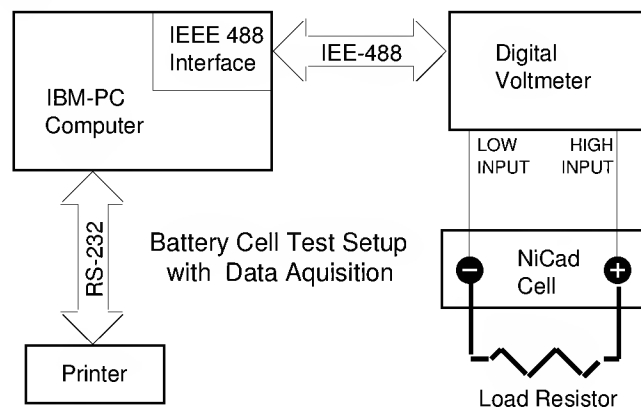 IEEE 488
Interface
IBM-PC
Computer
IEE-488
Digital
Voltmeter
LOW
INPUT
HIGH
INPUT
RS-232
Battery Cell Test Setup
with Data Aquisition
NiCad
Cell
Printer
Load Resistor